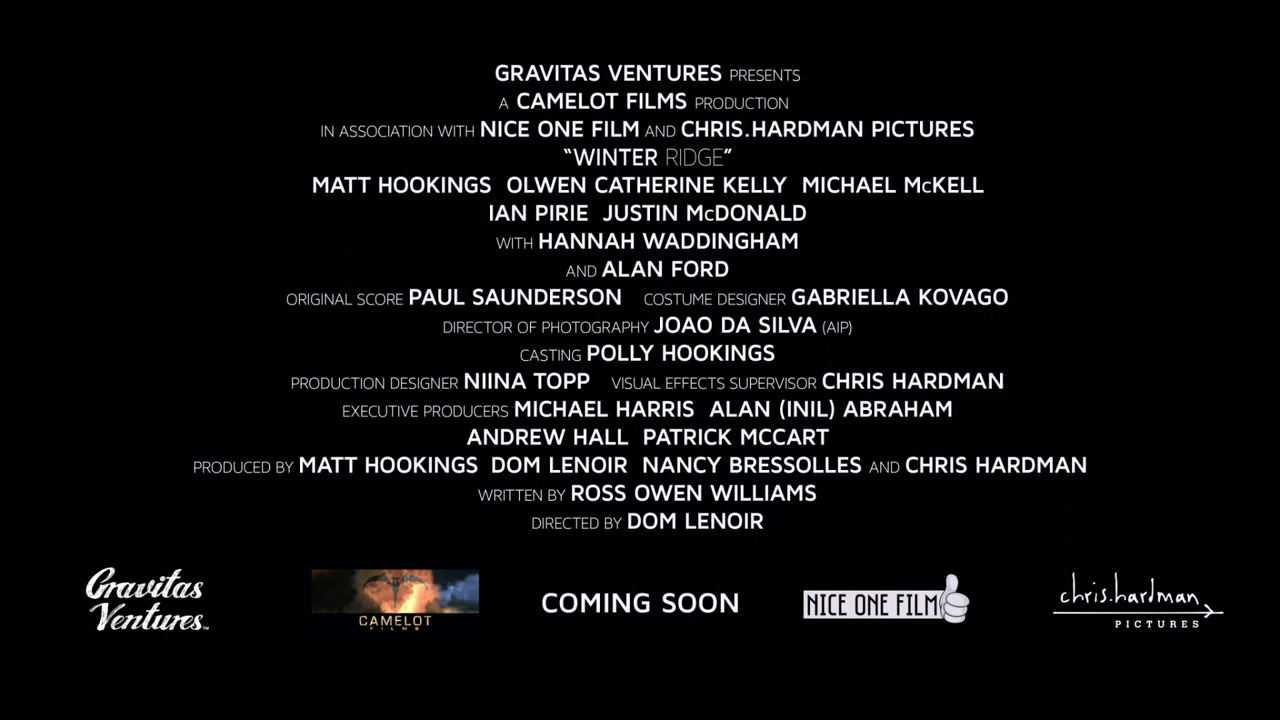 GRAVITAS VENTURES PRESENTS
A CAMELOT FILMS PRODUCTION
IN ASSOCIATION WITH NICE ONE FILM AND CHRIS.HARDMAN PICTURES
“WINTER RIDGE”
MATT HOOKINGS OLWEN CATHERINE KELLY MICHAEL McKELL
IAN PIRIE JUSTIN McDONALD
WITH HANNAH WADDINGHAM
AND ALAN FORD
ORIGINAL SCORE PAUL SAUNDERSON COSTUME DESIGNER GABRIELLA KOVAGO
DIRECTOR OF PHOTOGRAPHY JOAO DA SILVA (AIP)
CASTING POLLY HOOKINGS
PRODUCTION DESIGNER NIINA TOPP VISUAL EFFECTS SUPERVISOR CHRIS HARDMAN
EXECUTIVE PRODUCERS MICHAEL HARRIS ALAN (INIL) ABRAHAM
ANDREW HALL PATRICK MCCART
PRODUCED BY MATT HOOKINGS DOM LENOIR NANCY BRESSOLLES AND CHRIS HARDMAN
WRITTEN BY ROSS OWEN WILLIAMS
DIRECTED BY DOM LENOIR
Gravitas
Ventures™
CAMELOT
FILMS
COMING SOON
NICE ONE FILM
chris.hardman
PICTURES